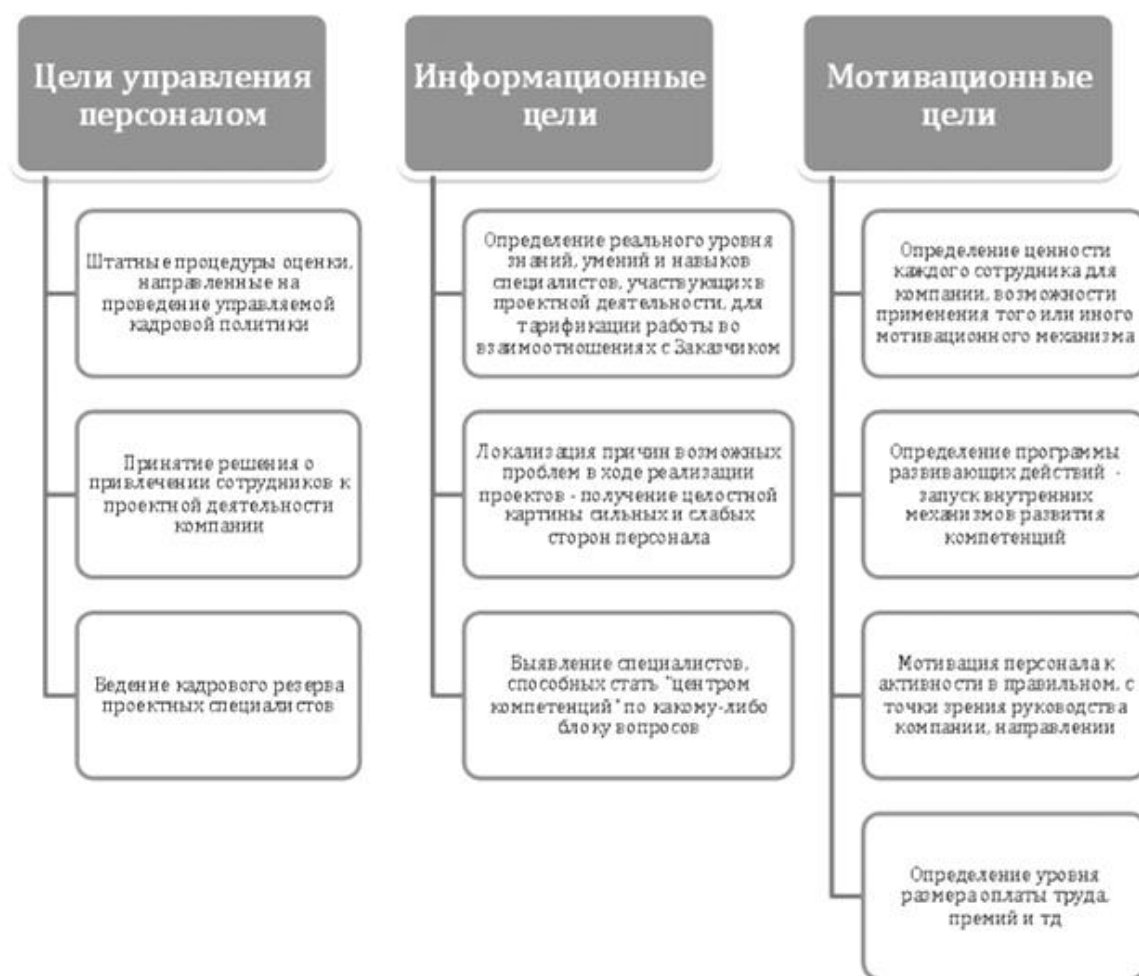 Цели управления
персоналом
Штатные процедуры оценки,
направленные на
проведение управляемой
кадровой политики
Принятие решения о
привлечении сотрудников к
проектной деятельности
компании
Ведение кадрового резерва
проектных специалистов
Информационные
цели
Определение реального уровня
знаний, умений и навыков
специалистов, участвующих в
проектной деятельности, для
тарификации работы во
взаимоотношениях с Заказчиком
Локализация причин возможных
проблем в ходе реализации
проектов - получение целостной
картины сильных и слабых
сторон персонала
Выявление специалистов,
способных стать "центром
компетенций" по какому-либо
блоку вопросов
Мотивационные
цели
Определение ценности
каждого сотрудника для
компании, возможности
применения того или иного
мотивационного механизма
Определение программы
развивающих действий -
запуск внутренних
механизмов развития
компетенций
Мотивация персонала к
активности в правильном, с
точки зрения руководства
компании, направлении
Определение уровня
размера оплаты труда,
премий и тд